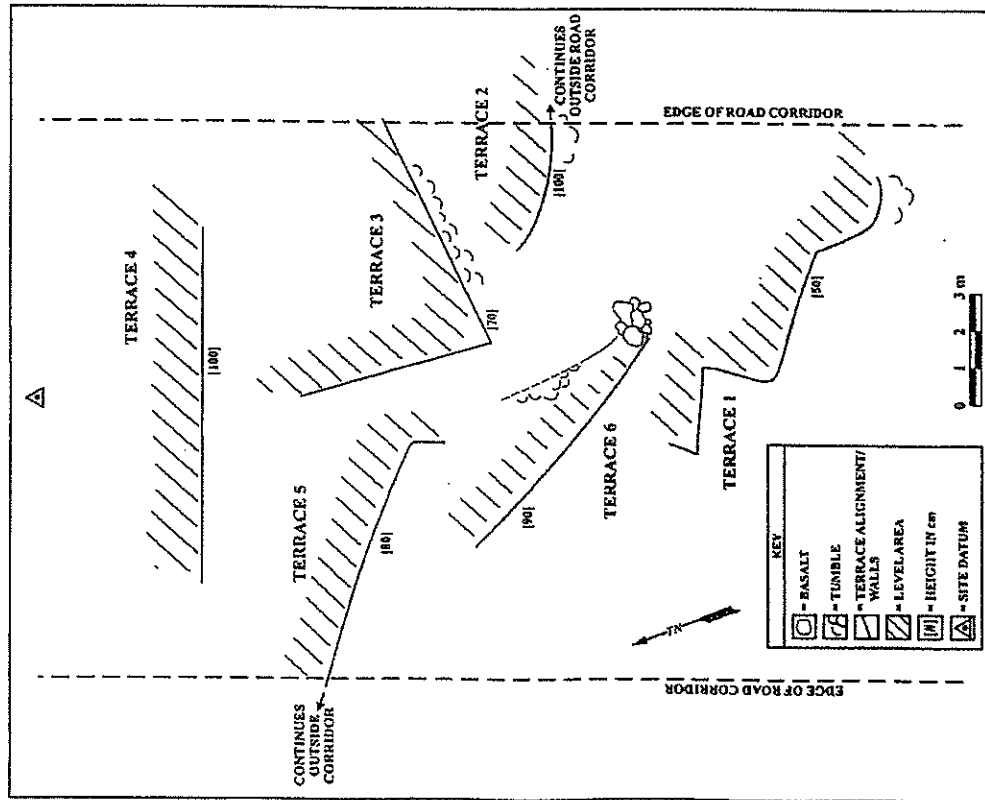 TERRACE 4
[100]
TERRACE 3
[70]
TERRACE 2
[100]
CONTINUES
OUTSIDE ROAD
CORRIDOR
EDGE OF ROAD CORRIDOR
TERRACE 5
[80]
CONTINUES
OUTSIDE
CORRIDOR
[90]
TERRACE 6
TERRACE 1
[50]
TN
EDGE OF ROAD CORRIDOR
0 1 2 3 m
KEY
= BASALT
= TUMBLE
= TERRACE ALIGNMENT/
WALLS
= LEVEL AREA
[N] = HEIGHT IN cm
= SITE DATUM